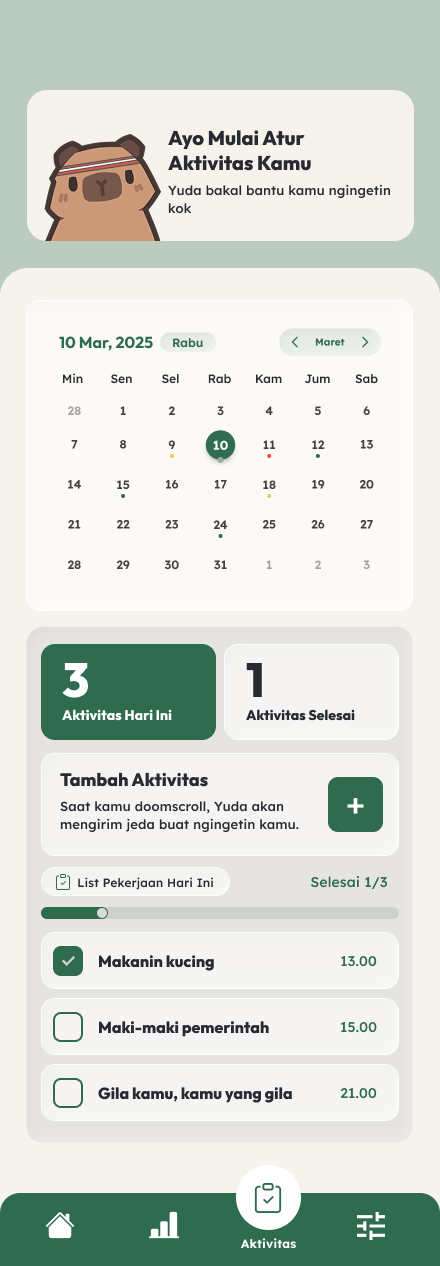 Ayo Mulai Atur
Aktivitas Kamu
Yuda bakal bantu kamu ngingetin
kok
10 Mar, 2025 Rabu Maret
Min Sen Sel Rab Kam Jum Sab
28 1 2 3 4 5 6
7 8 9 10 11 12 13
14 15 16 17 18 19 20
21 22 23 24 25 26 27
28 29 30 31 1 2 3
3
Aktivitas Hari Ini
1
Aktivitas Selesai
Tambah Aktivitas
Saat kamu doomscroll, Yuda akan
mengirim jeda buat ngingetin kamu.
List Pekerjaan Hari Ini Selesai 1/3
Makanin kucing 13.00
Maki-maki pemerintah 15.00
Gila kamu, kamu yang gila 21.00
Aktivitas